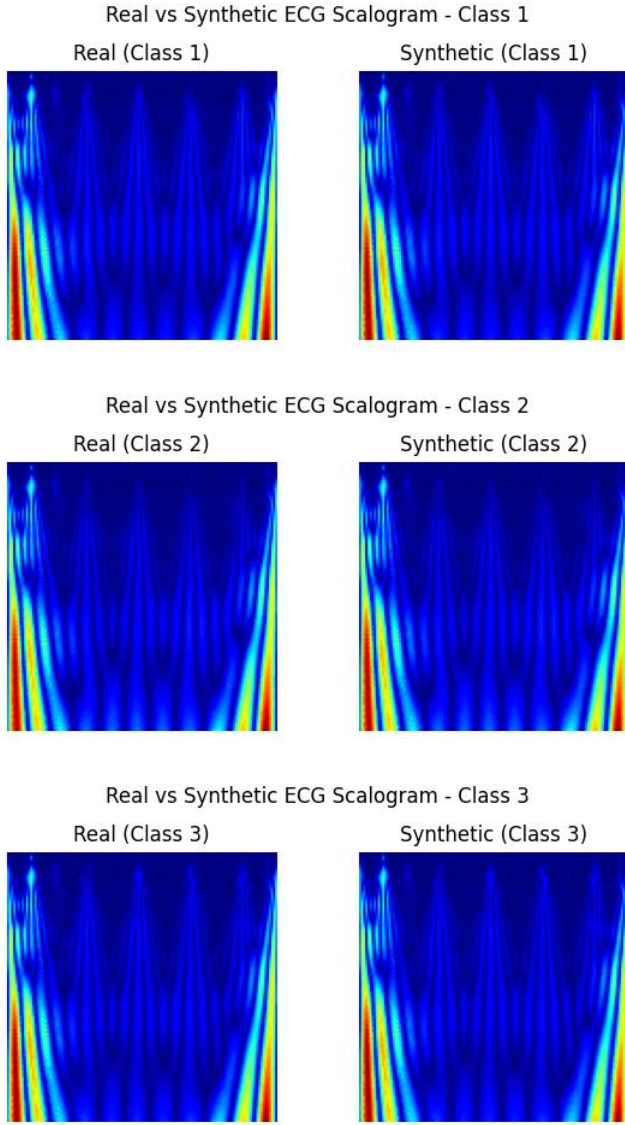 Real vs Synthetic ECG Scalogram - Class 1
Real (Class 1)
Synthetic (Class 1)
Real vs Synthetic ECG Scalogram - Class 2
Real (Class 2)
Synthetic (Class 2)
Real vs Synthetic ECG Scalogram - Class 3
Real (Class 3)
Synthetic (Class 3)